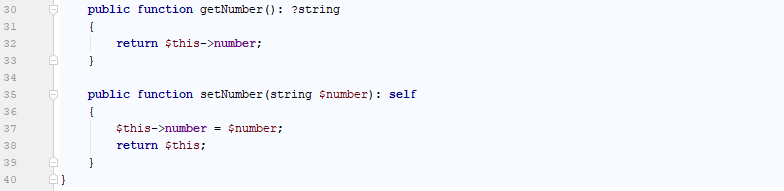 30 public function getNumber(): ?string
31 {
32 return $this->number;
33 }
34
35 public function setNumber(string $number): self
36 {
37 $this->number = $number;
38 return $this;
39 }
40 }